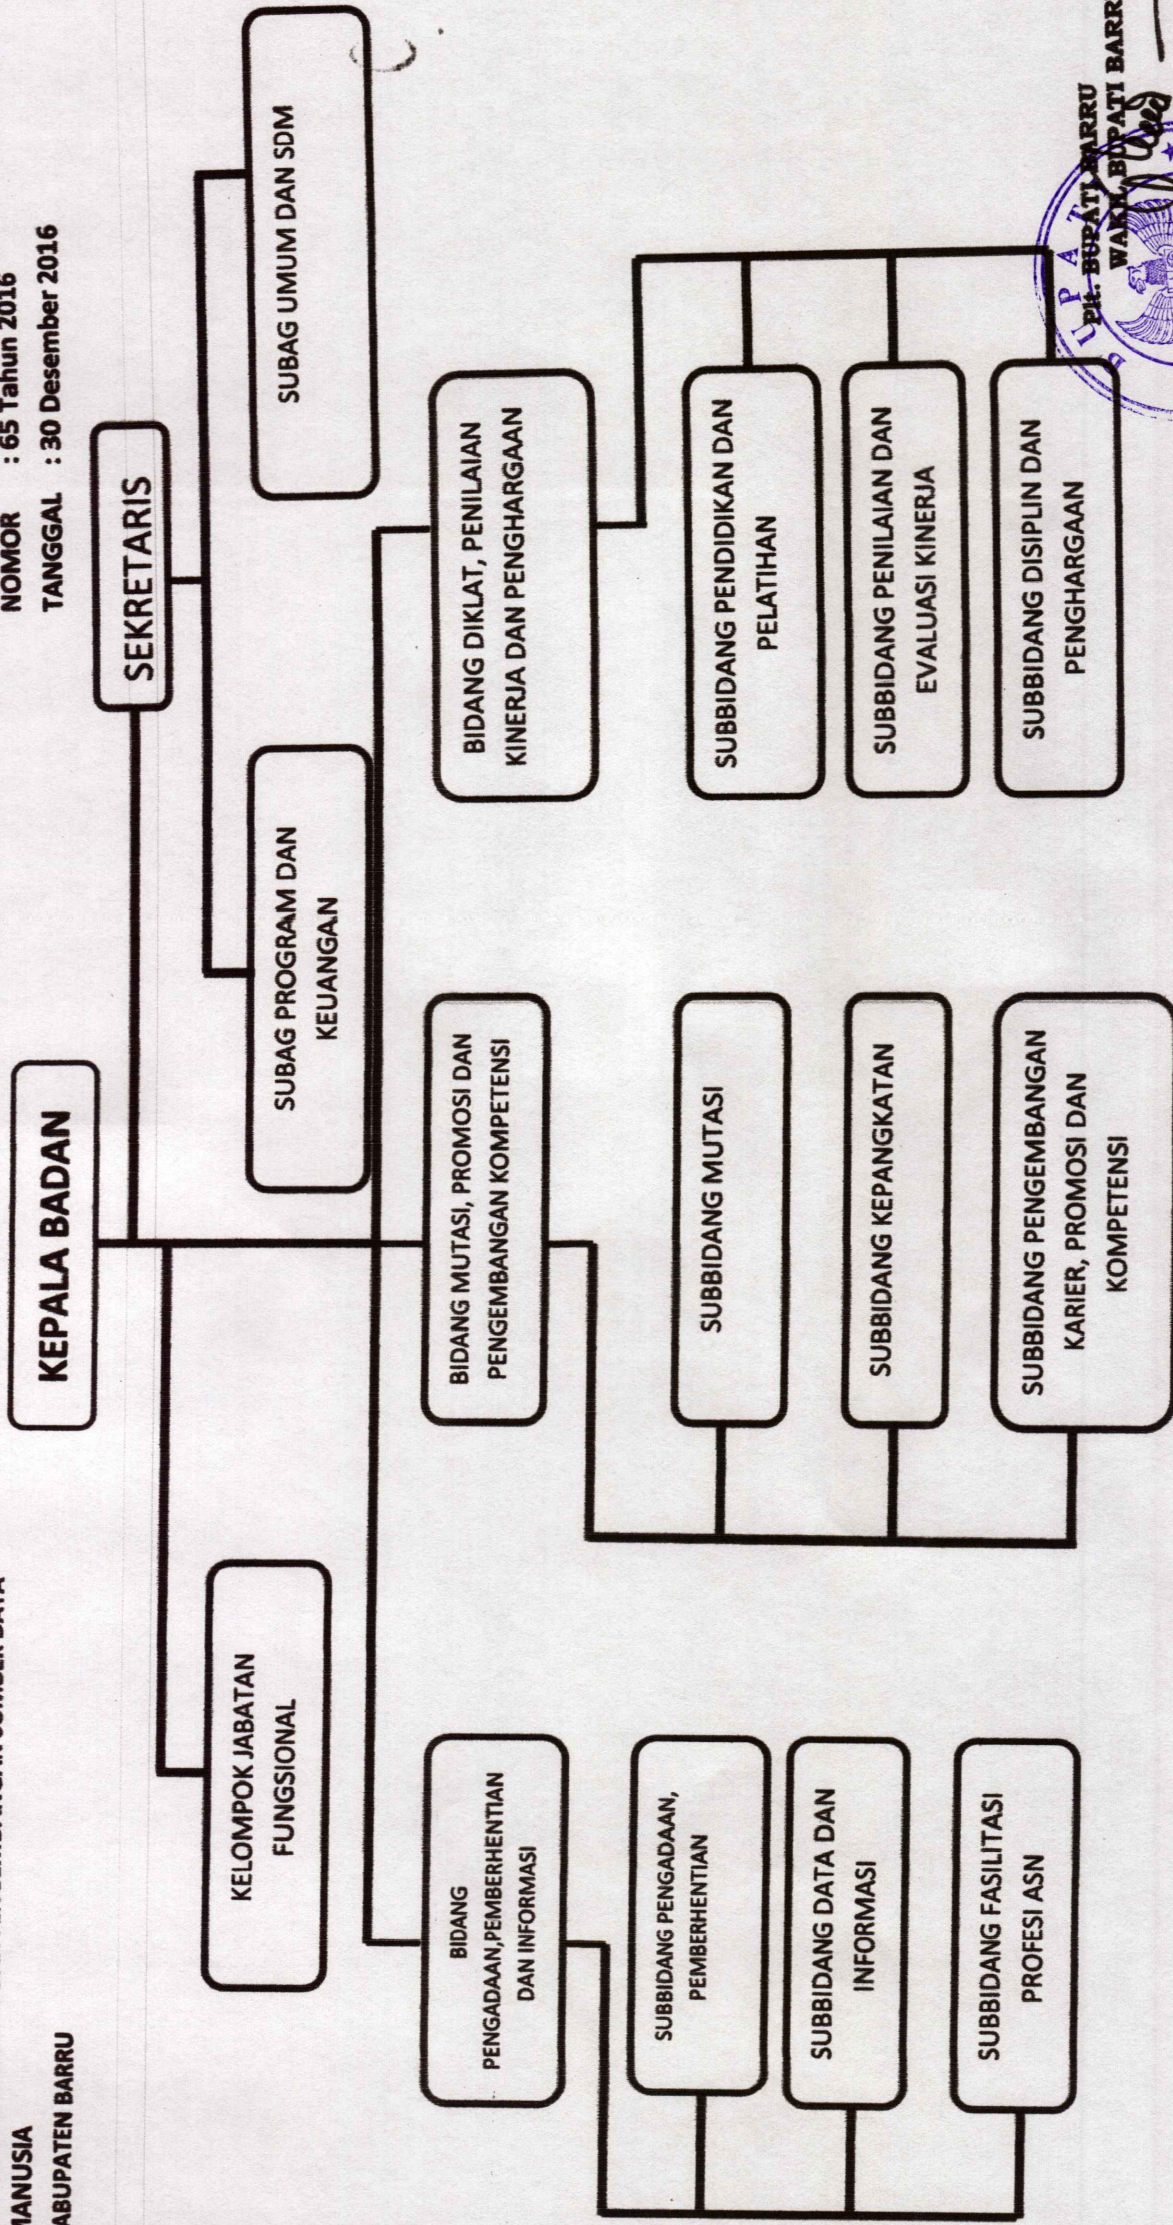 MANUSIA
KABUPATEN BARRU
NOMOR : 65 Tahun 2016
TANGGAL : 30 Desember 2016
KEPALA BADAN
SEKRETARIS
KELOMPOK JABATAN
FUNGSIONAL
SUBAG PROGRAM DAN
KEUANGAN
SUBAG UMUM DAN SDM
BIDANG
PENGADAAN,PEMBERHENTIAN
DAN INFORMASI
BIDANG MUTASI, PROMOSI DAN
PENGEMBANGAN KOMPETENSI
BIDANG DIKLAT, PENILAIAN
KINERJA DAN PENGHARGAAN
SUBBIDANG PENGADAAN,
PEMBERHENTIAN
SUBBIDANG DATA DAN
INFORMASI
SUBBIDANG FASILITASI
PROFESI ASN
SUBBIDANG MUTASI
SUBBIDANG KEPANGKATAN
SUBBIDANG PENGEMBANGAN
KARIER, PROMOSI DAN
KOMPETENSI
SUBBIDANG PENDIDIKAN DAN
PELATIHAN
SUBBIDANG PENILAIAN DAN
EVALUASI KINERJA
SUBBIDANG DISIPLIN DAN
PENGHARGAAN
Plt. BUPATI BARRU
WAKIL BUPATI BARR
BUPAT